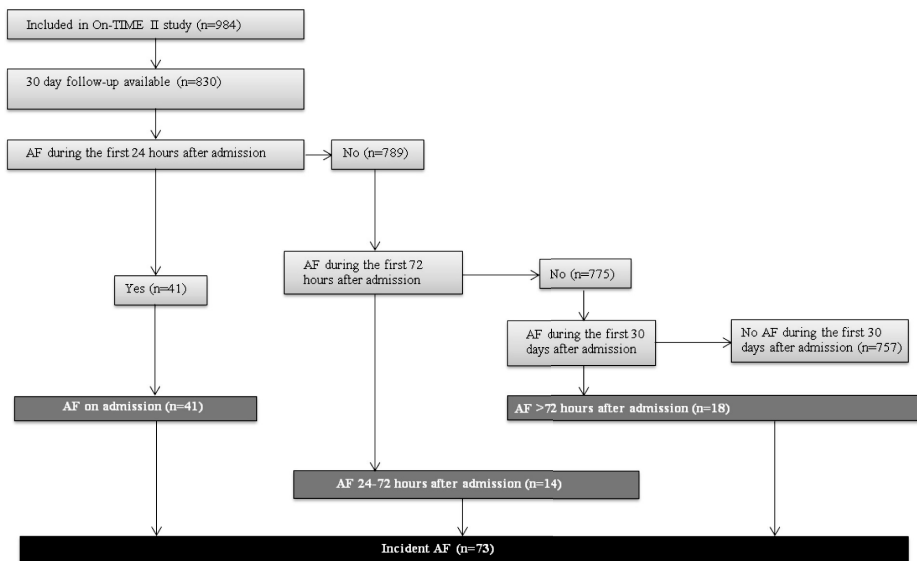 Included in On-TIME II study (n=984)
30 day follow-up available (n=830)
AF during the first 24 hours after admission
No (n=789)
AF during the first 72
hours after admission
No (n=775)
Yes (n=41)
AF during the first 30
days after admission
No AF during the first 30
days after admission (n=757)
AF on admission (n=41)
AF >72 hours after admission (n=18)
AF 24-72 hours after admission (n=14)
Incident AF (n=73)